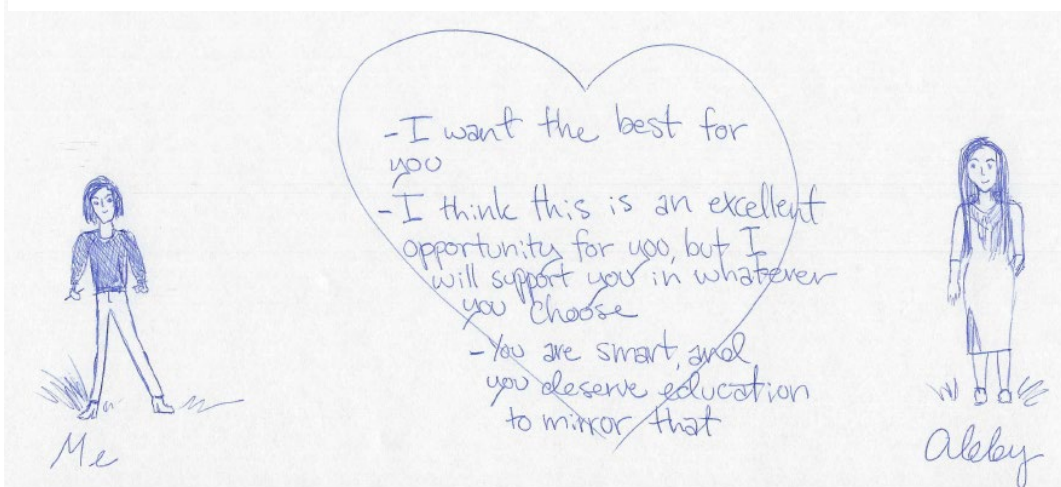 - I want the best for
you
- I think this is an excellent
opportunity for you, but I
will support you in whatever
you choose
- You are smart, and
you deserve education
to mirror that
Me
Abby